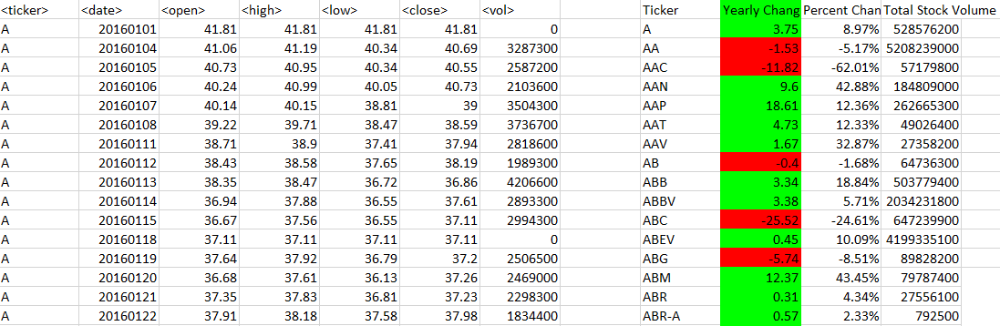 <ticker> <date> <open> <high> <low> <close> <vol> Ticker Yearly Chang Percent Chan Total Stock Volume
A 20160101 41.81 41.81 41.81 41.81 0 A 3.75 8.97% 528576200
A 20160104 41.06 41.19 40.34 40.69 3287200 AA -1.53 -5.17% 5208239000
A 20160105 40.73 40.95 40.34 40.55 2587200 AAC -11.82 -62.01% 57179800
A 20160106 40.24 40.99 40.05 40.73 2103600 AAN 9.6 42.88% 184809000
A 20160107 40.14 40.15 38.81 39 3504300 AAP 18.61 12.36% 262665300
A 20160108 39.22 39.71 38.47 38.59 3736700 AAT 4.73 12.33% 49026400
A 20160111 38.71 38.9 37.41 37.94 2818600 AAV 1.67 32.87% 27358200
A 20160112 38.43 38.58 37.65 38.19 1989300 AB -0.4 -1.68% 64736300
A 20160113 38.35 38.47 36.72 36.86 4206600 ABB 3.34 18.84% 503779400
A 20160114 36.94 37.88 36.55 37.61 2893300 ABBV 3.38 5.71% 2034231800
A 20160115 36.67 37.56 36.55 37.11 2994300 ABC -25.52 -24.61% 647239900
A 20160118 37.11 37.11 37.11 37.11 0 ABEV 0.45 10.09% 4199335100
A 20160119 37.64 37.92 36.79 37.2 2506500 ABG -5.74 -8.51% 89828200
A 20160120 36.68 37.61 36.13 37.26 2469000 ABM 12.37 43.45% 79787400
A 20160121 37.35 37.83 36.81 37.23 2298300 ABR 0.31 4.34% 27556100
A 20160122 37.91 38.18 37.58 37.98 1834400 ABR-A 0.57 2.33% 792500